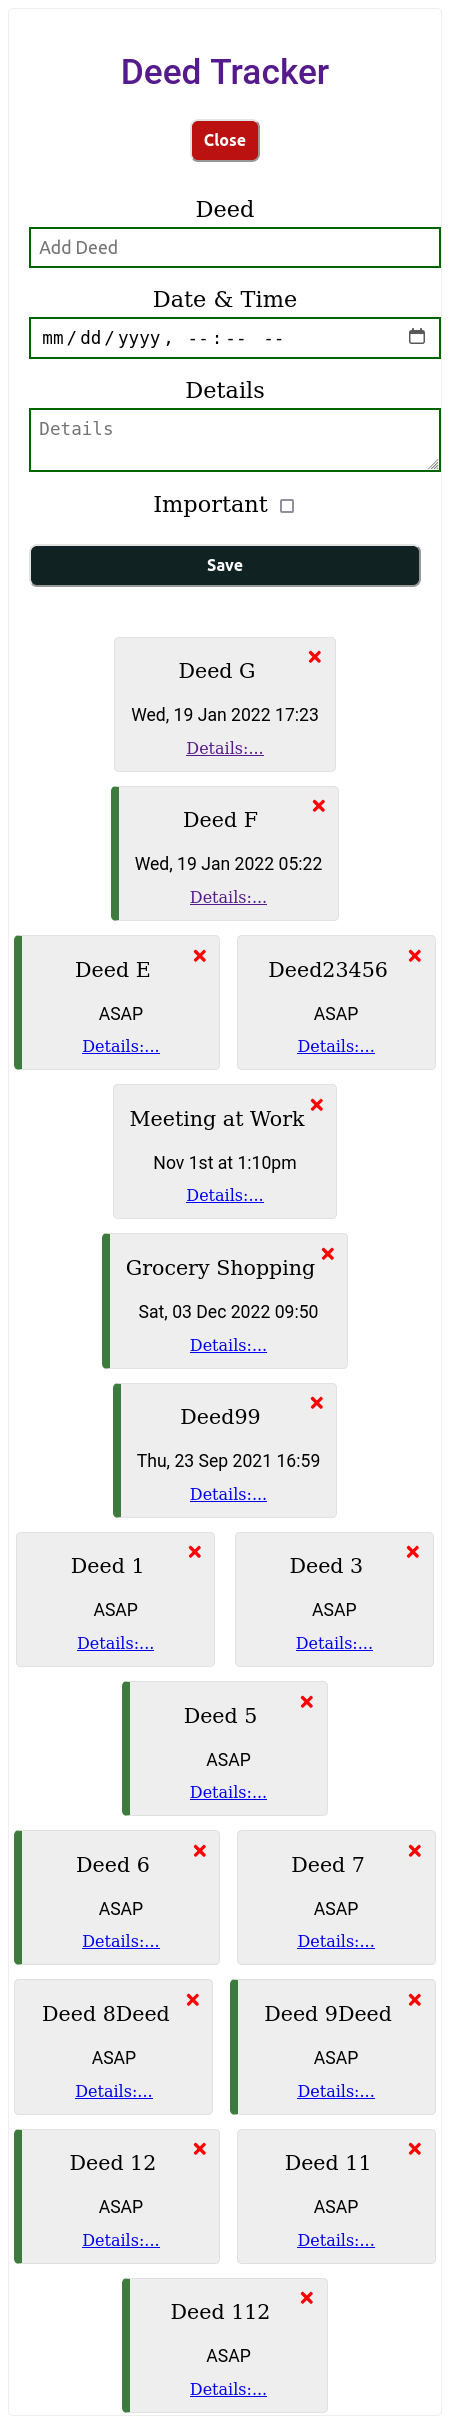 Deed Tracker
Close
Deed
Add Deed
Date & Time
mm/dd/yyyy, --:-- --
Details
Details
Important
Save
Deed G
Wed, 19 Jan 2022 17:23
Details:...
Deed F
Wed, 19 Jan 2022 05:22
Details:...
Deed E
ASAP
Details:...
Deed23456
ASAP
Details:...
Meeting at Work
Nov 1st at 1:10pm
Details:...
Grocery Shopping
Sat, 03 Dec 2022 09:50
Details:...
Deed99
Thu, 23 Sep 2021 16:59
Details:...
Deed 1
ASAP
Details:...
Deed 3
ASAP
Details:...
Deed 5
ASAP
Details:...
Deed 6
ASAP
Details:...
Deed 7
ASAP
Details:...
Deed 8Deed
ASAP
Details:...
Deed 9Deed
ASAP
Details:...
Deed 12
ASAP
Details:...
Deed 11
ASAP
Details:...
Deed 112
ASAP
Details:...